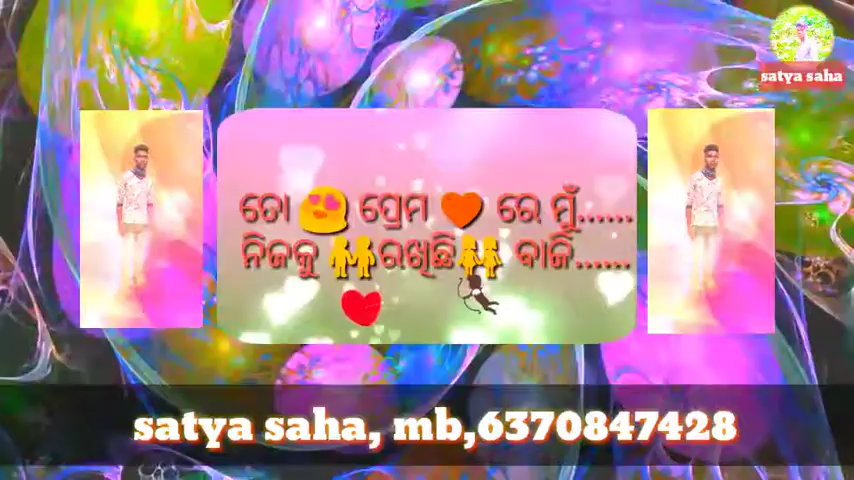 satya saha
ତୋ 😍 ପ୍ରେମ 🧡 ରେ ମୁଁ......
ନିଜକୁ 👬ରଖିଛି👭 ବାଜି......
satya saha, mb,6370847428